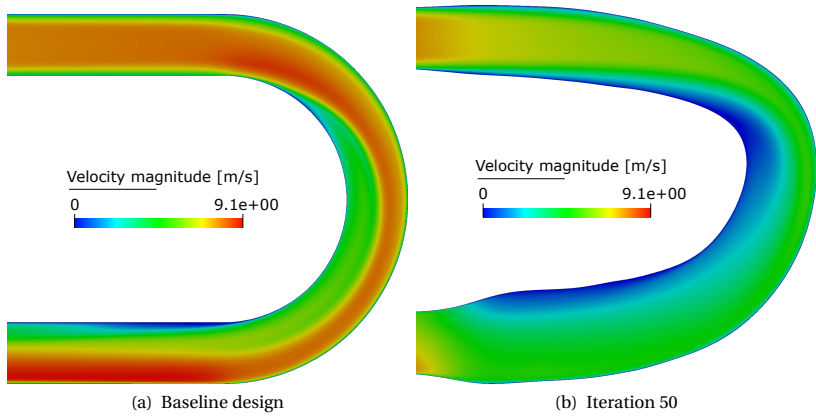 Velocity magnitude [m/s]
0 9.1e+00
(a) Baseline design
Velocity magnitude [m/s]
0 9.1e+00
(b) Iteration 50